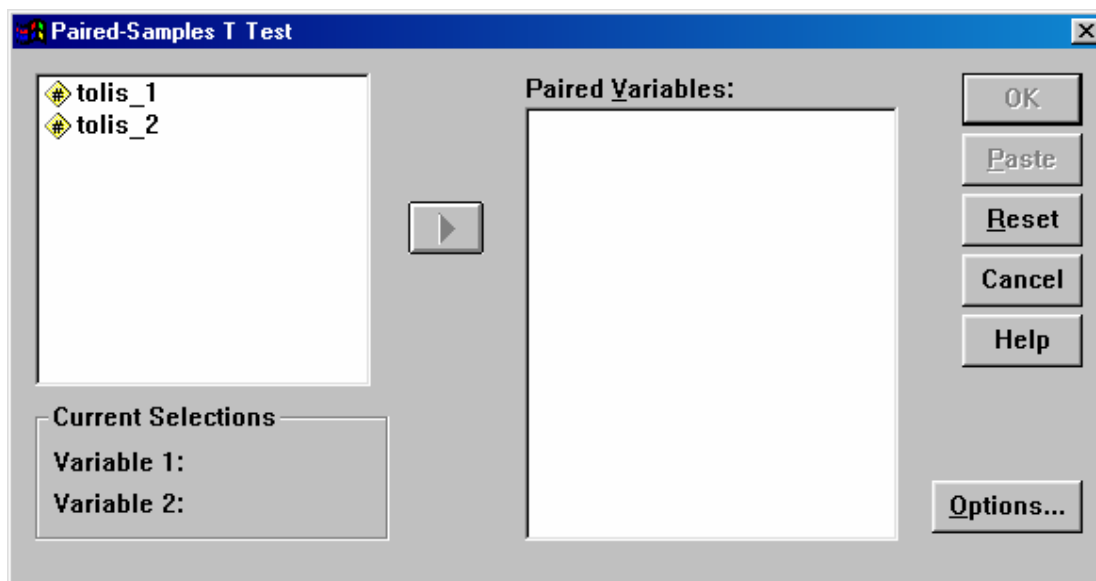 Paired-Samples T Test
# tolis_1
# tolis_2
Paired Variables:
OK
Paste
Reset
Cancel
Help
Current Selections
Variable 1:
Variable 2:
Options...